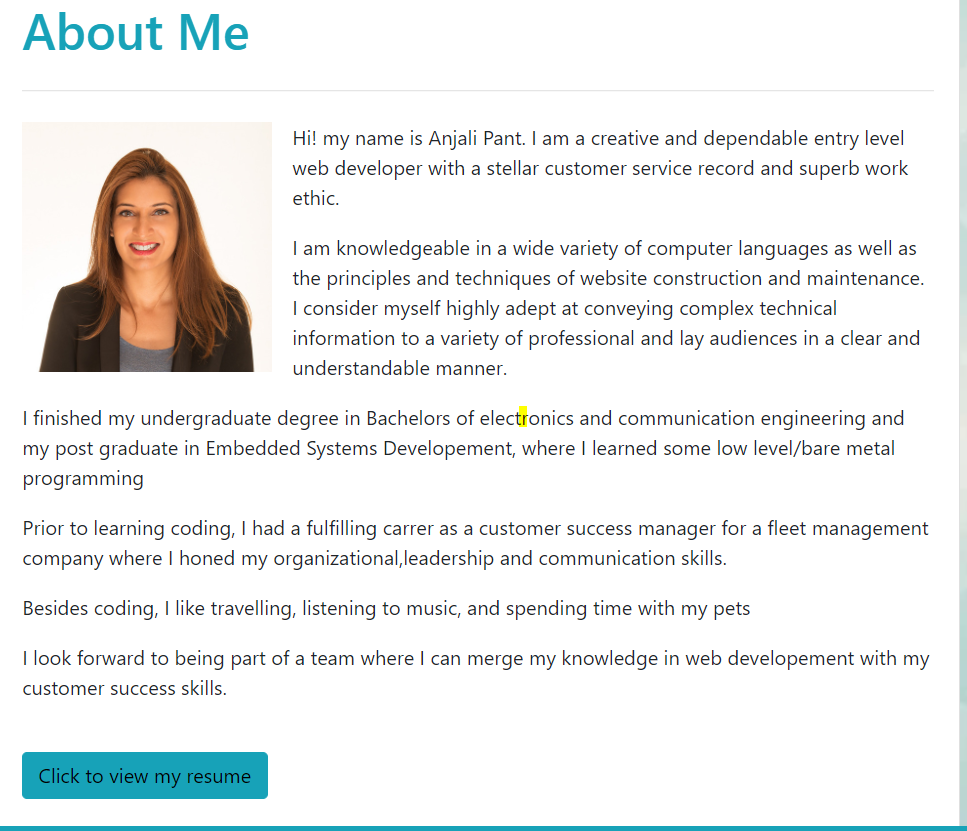 About Me
Hi! my name is Anjali Pant. I am a creative and dependable entry level
web developer with a stellar customer service record and superb work
ethic.
I am knowledgeable in a wide variety of computer languages as well as
the principles and techniques of website construction and maintenance.
I consider myself highly adept at conveying complex technical
information to a variety of professional and lay audiences in a clear and
understandable manner.
I finished my undergraduate degree in Bachelors of electronics and communication engineering and
my post graduate in Embedded Systems Developement, where I learned some low level/bare metal
programming
Prior to learning coding, I had a fulfilling carrer as a customer success manager for a fleet management
company where I honed my organizational,leadership and communication skills.
Besides coding, I like travelling, listening to music, and spending time with my pets
I look forward to being part of a team where I can merge my knowledge in web developement with my
customer success skills.
Click to view my resume